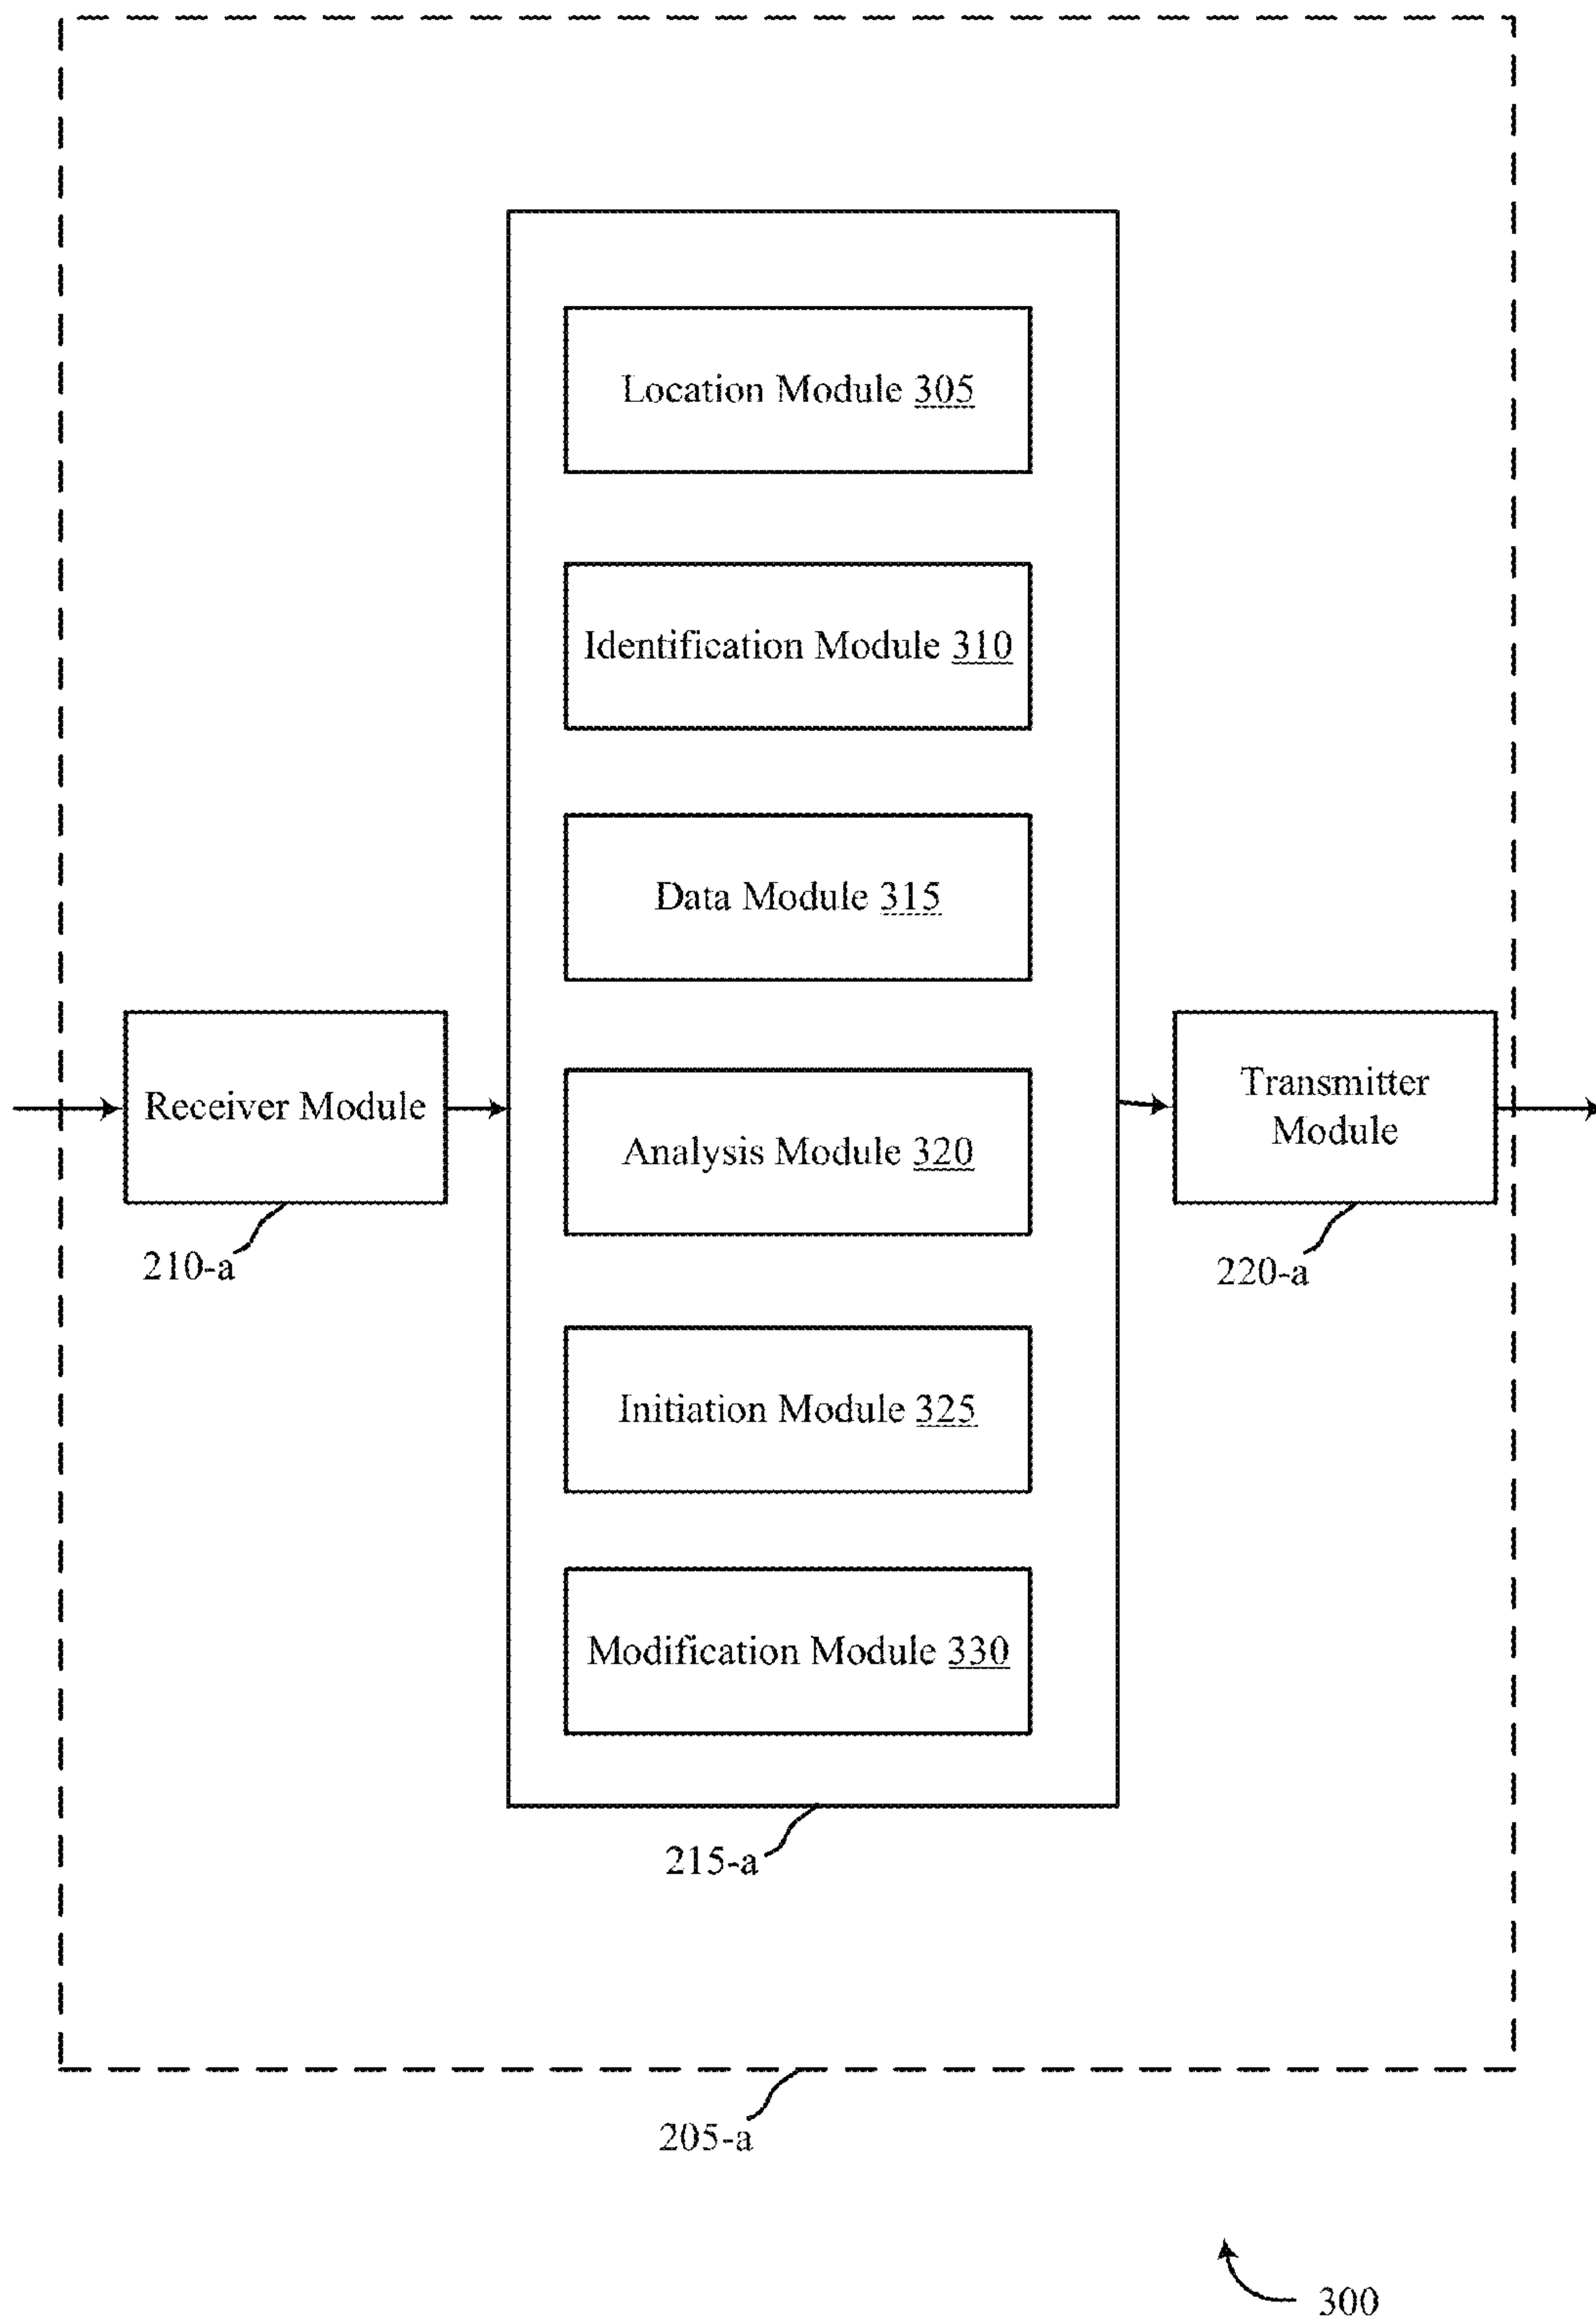 Location Module 305
Identification Module 310
Data Module 315
Receiver Module
Transmitter
Module
Analysis Module 320
210-a
220-a
Initiation Module 325
Modification Module 330
215-a
205-a
300